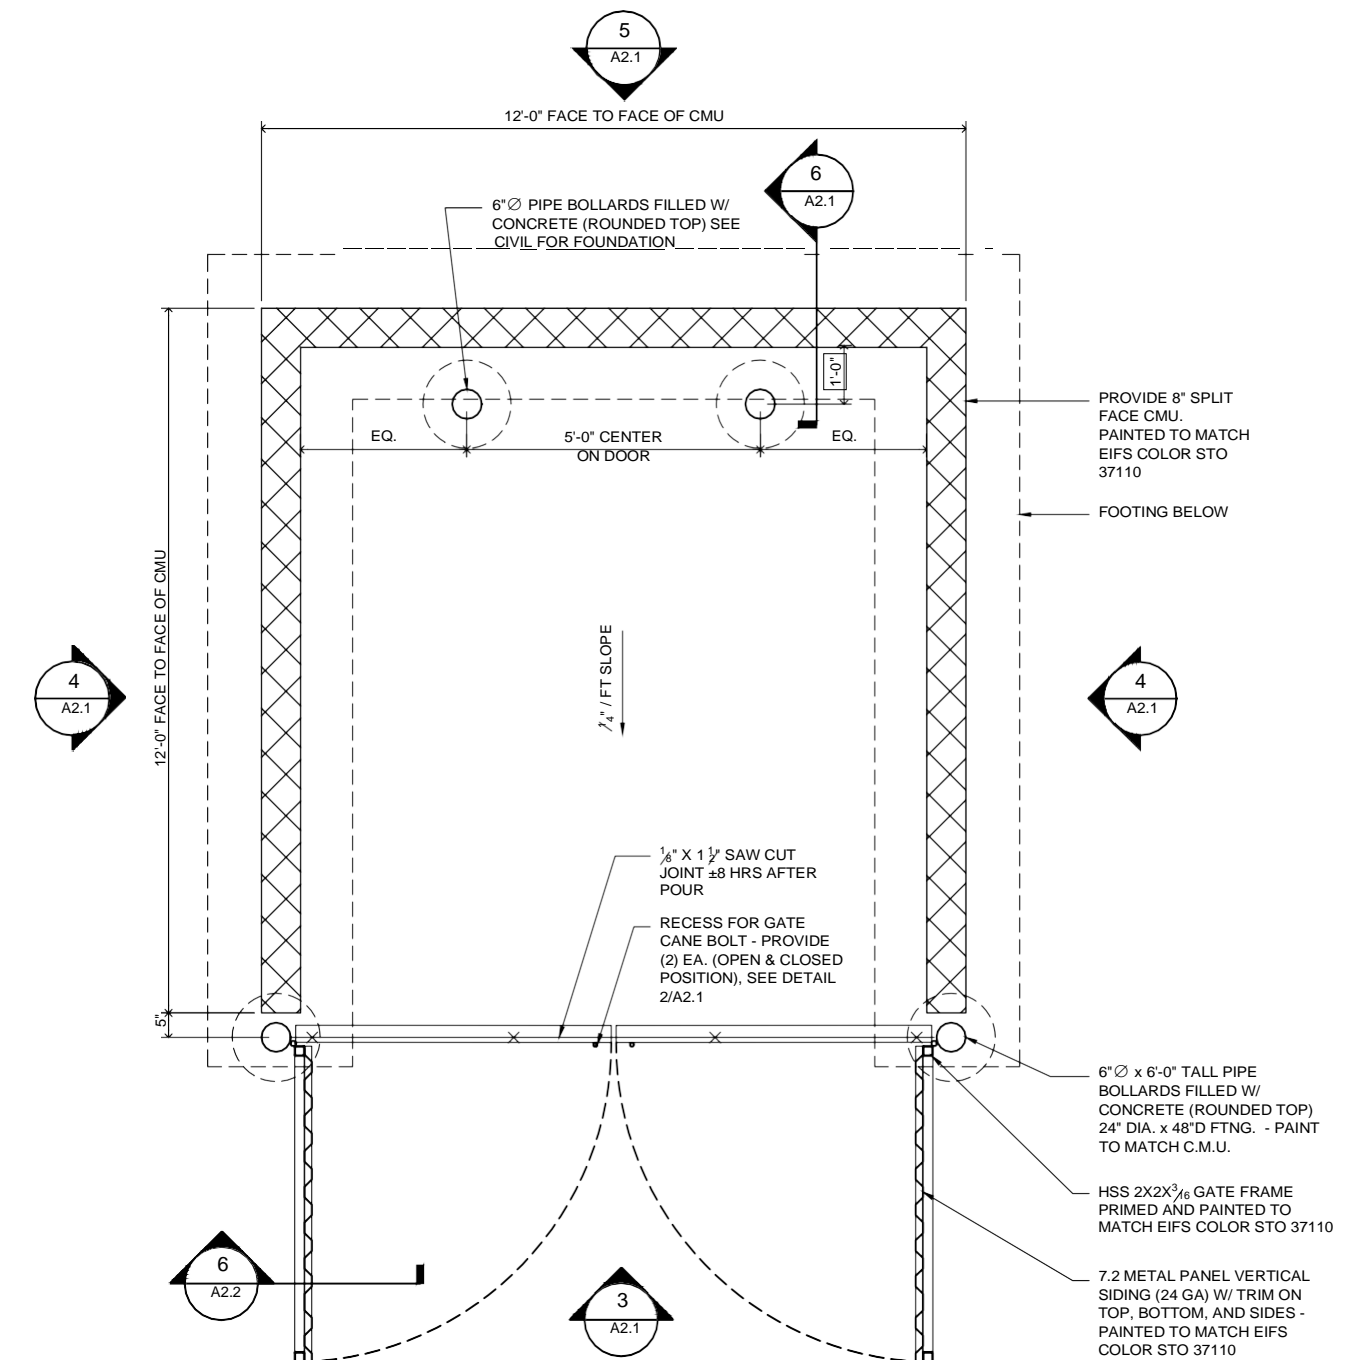 5
A2.1
12'-0" FACE TO FACE OF CMU
6
A2.1
6"∅ PIPE BOLLARDS FILLED W/
CONCRETE (ROUNDED TOP) SEE
CIVIL FOR FOUNDATION
1'-0"
PROVIDE 8" SPLIT
FACE CMU.
PAINTED TO MATCH
EIFS COLOR STO
37110
EQ.
5'-0" CENTER
ON DOOR
EQ.
FOOTING BELOW
12'-0" FACE TO FACE OF CMU
4
A2.1
1/4" / FT SLOPE
4
A2.1
1/8" X 1 1/2" SAW CUT
JOINT ±8 HRS AFTER
POUR
RECESS FOR GATE
CANE BOLT - PROVIDE
(2) EA. (OPEN & CLOSED
POSITION), SEE DETAIL
2/A2.1
5"
6"∅ x 6'-0" TALL PIPE
BOLLARDS FILLED W/
CONCRETE (ROUNDED TOP)
24" DIA. x 48"D FTNG. - PAINT
TO MATCH C.M.U.
HSS 2X2X3/16 GATE FRAME
PRIMED AND PAINTED TO
MATCH EIFS COLOR STO 37110
6
A2.2
3
A2.1
7.2 METAL PANEL VERTICAL
SIDING (24 GA) W/ TRIM ON
TOP, BOTTOM, AND SIDES -
PAINTED TO MATCH EIFS
COLOR STO 37110